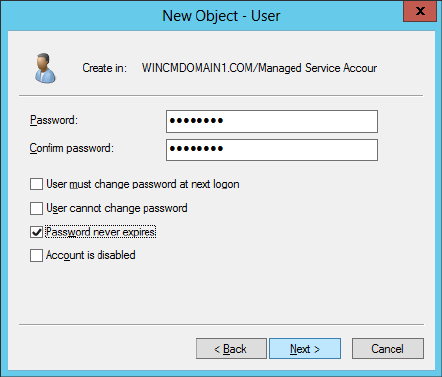 New Object - User
x
Create in: WINCMDOMAIN1.COM/Managed Service Accour
Password: ●●●●●●●●
Confirm password: ●●●●●●●●
User must change password at next logon
User cannot change password
Password never expires
Account is disabled
< Back Next > Cancel